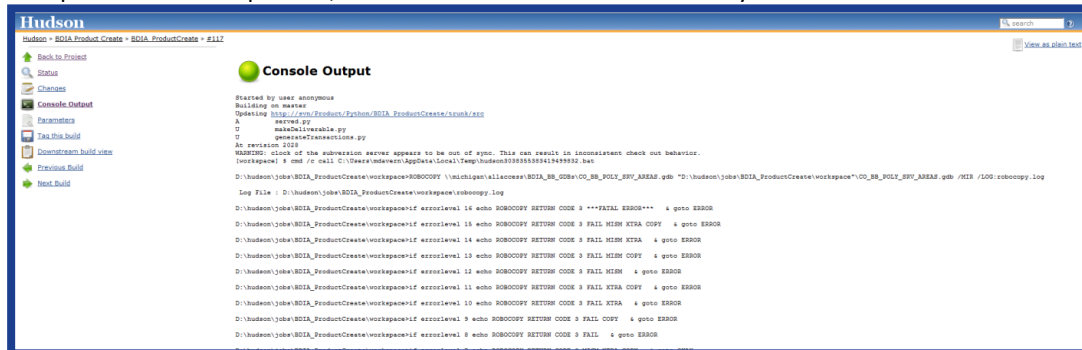 Hudson
search
Hudson » BDIA Product Create » BDIA_ProductCreate » #117
View as plain text
Back to Project
Status
Changes
Console Output
Parameters
Tag this build
Downstream build view
Previous Build
Next Build
Console Output
Started by user anonymous
Building on master
Updating http://svn/Product/Python/BDIA_ProductCreate/trunk/src
A served.py
U makeDeliverable.py
U generateTransactions.py
At revision 2028
WARNING: clock of the subversion server appears to be out of sync. This can result in inconsistent check out behavior.
[workspace] $ cmd /c call C:\Users\mdavern\AppData\Local\Temp\hudson3038355383419499832.bat
D:\hudson\jobs\BDIA_ProductCreate\workspace>ROBOCOPY \\michigan\allaccess\BDIA_BB_GDBs\CO_BB_POLY_SRV_AREAS.gdb "D:\hudson\jobs\BDIA_ProductCreate\workspace"\CO_BB_POLY_SRV_AREAS.gdb /MIR /LOG:robocopy.log
Log File : D:\hudson\jobs\BDIA_ProductCreate\workspace\robocopy.log
D:\hudson\jobs\BDIA_ProductCreate\workspace>if errorlevel 16 echo ROBOCOPY RETURN CODE 3 ***FATAL ERROR*** & goto ERROR
D:\hudson\jobs\BDIA_ProductCreate\workspace>if errorlevel 15 echo ROBOCOPY RETURN CODE 3 FAIL MISM XTRA COPY & goto ERROR
D:\hudson\jobs\BDIA_ProductCreate\workspace>if errorlevel 14 echo ROBOCOPY RETURN CODE 3 FAIL MISM XTRA & goto ERROR
D:\hudson\jobs\BDIA_ProductCreate\workspace>if errorlevel 13 echo ROBOCOPY RETURN CODE 3 FAIL MISM COPY & goto ERROR
D:\hudson\jobs\BDIA_ProductCreate\workspace>if errorlevel 12 echo ROBOCOPY RETURN CODE 3 FAIL MISM & goto ERROR
D:\hudson\jobs\BDIA_ProductCreate\workspace>if errorlevel 11 echo ROBOCOPY RETURN CODE 3 FAIL XTRA COPY & goto ERROR
D:\hudson\jobs\BDIA_ProductCreate\workspace>if errorlevel 10 echo ROBOCOPY RETURN CODE 3 FAIL XTRA & goto ERROR
D:\hudson\jobs\BDIA_ProductCreate\workspace>if errorlevel 9 echo ROBOCOPY RETURN CODE 3 FAIL COPY & goto ERROR
D:\hudson\jobs\BDIA_ProductCreate\workspace>if errorlevel 8 echo ROBOCOPY RETURN CODE 3 FAIL & goto ERROR